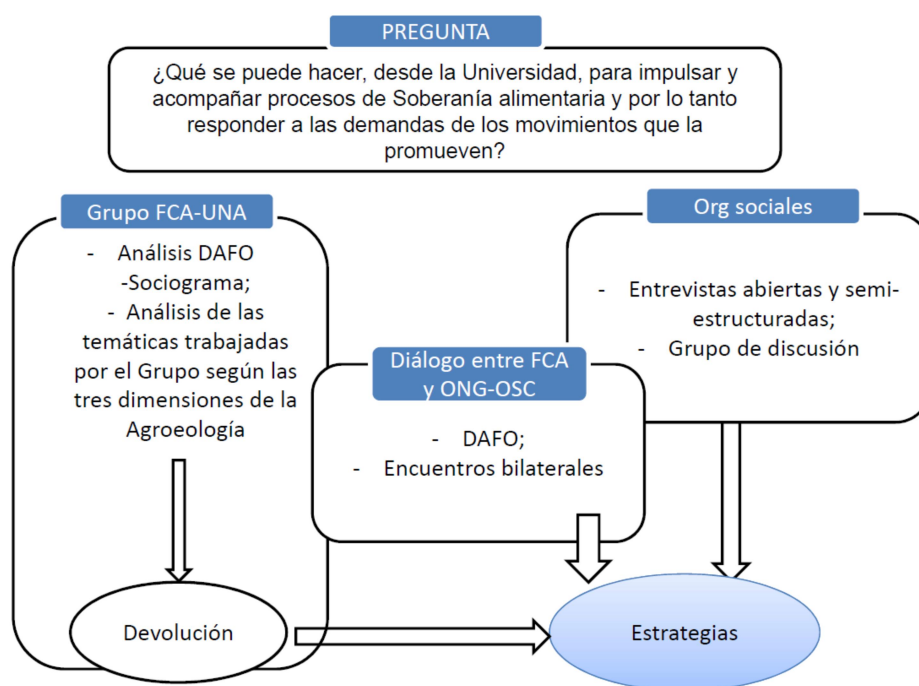 PREGUNTA
¿Qué se puede hacer, desde la Universidad, para impulsar y
acompañar procesos de Soberanía alimentaria y por lo tanto
responder a las demandas de los movimientos que la
promueven?
Grupo FCA-UNA
- Análisis DAFO
-Sociograma;
- Análisis de las
temáticas trabajadas
por el Grupo según las
tres dimensiones de la
Agroeología
Devolución
Diálogo entre FCA
y ONG-OSC
- DAFO;
- Encuentros bilaterales
Org sociales
- Entrevistas abiertas y semi-
estructuradas;
- Grupo de discusión
Estrategias